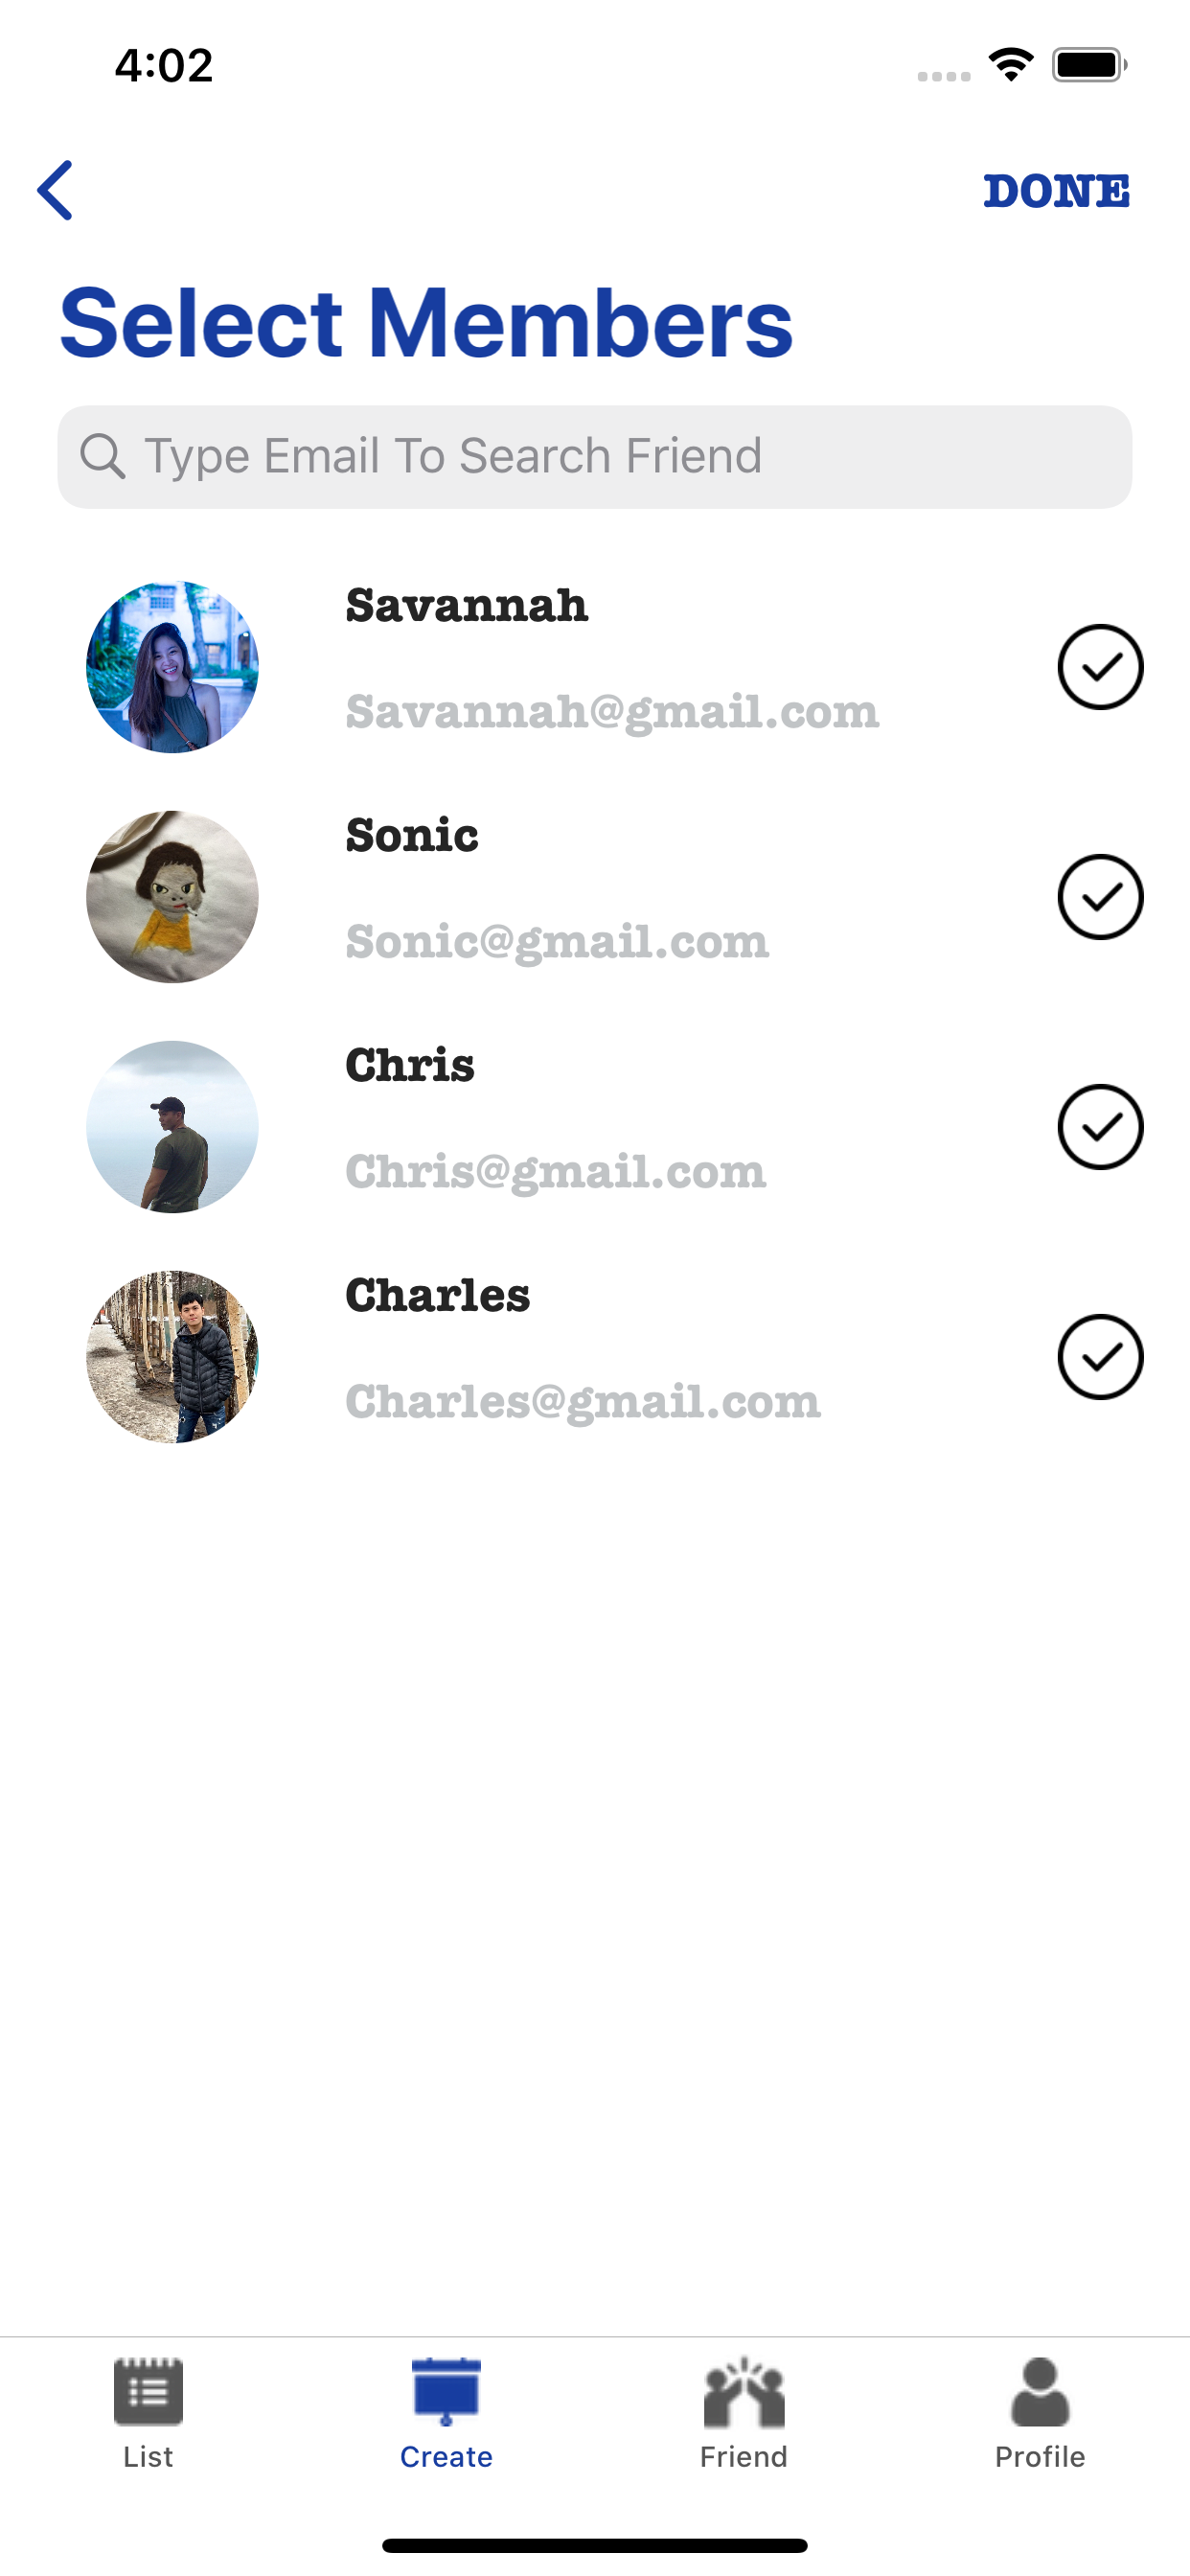 4:02
DONE
Select Members
Type Email To Search Friend
Savannah
Savannah@gmail.com
Sonic
Sonic@gmail.com
Chris
Chris@gmail.com
Charles
Charles@gmail.com
List
Create
Friend
Profile